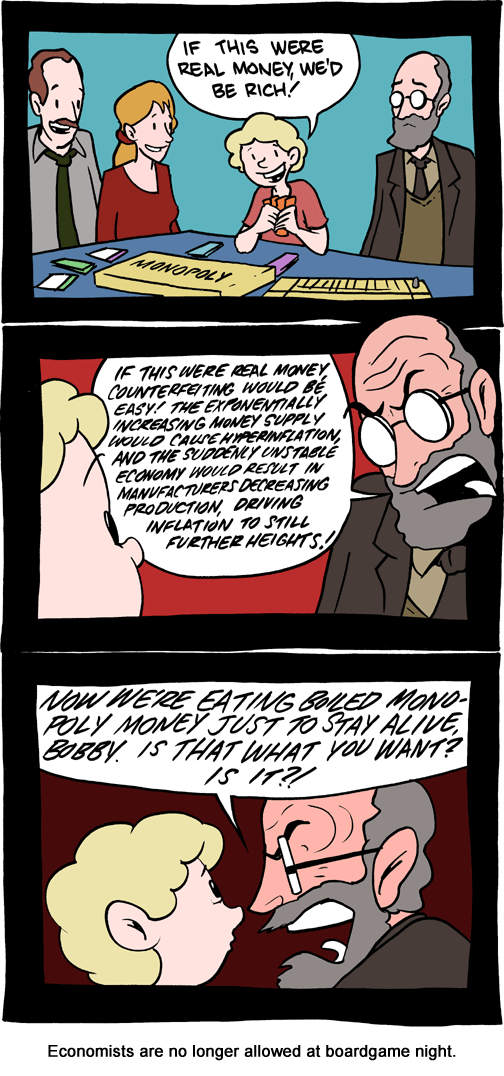 IF THIS WERE
REAL MONEY, WE'D
BE RICH!
MONOPOLY
IF THIS WERE REAL MONEY
COUNTERFEITING WOULD BE
EASY! THE EXPONENTIALLY
INCREASING MONEY SUPPLY
WOULD CAUSE HYPERINFLATION,
AND THE SUDDENLY UNSTABLE
ECONOMY WOULD RESULT IN
MANUFACTURERS DECREASING
PRODUCTION, DRIVING
INFLATION TO STILL
FURTHER HEIGHTS!
NOW WE'RE EATING BOILED MONO-
POLY MONEY JUST TO STAY ALIVE,
BOBBY. IS THAT WHAT YOU WANT?
IS IT?!
Economists are no longer allowed at boardgame night.